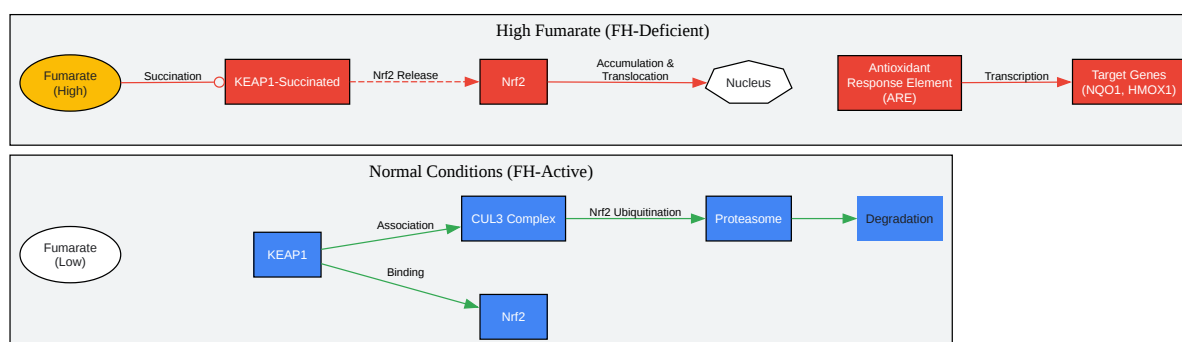 High Fumarate (FH-Deficient)
Fumarate
(High)
Succination
KEAP1-Succinated
Nrf2 Release
Nrf2
Accumulation &
Translocation
Nucleus
Antioxidant
Response Element
(ARE)
Transcription
Target Genes
(NQO1, HMOX1)
Normal Conditions (FH-Active)
Fumarate
(Low)
KEAP1
Association
CUL3 Complex
Nrf2 Ubiquitination
Proteasome
Degradation
Binding
Nrf2